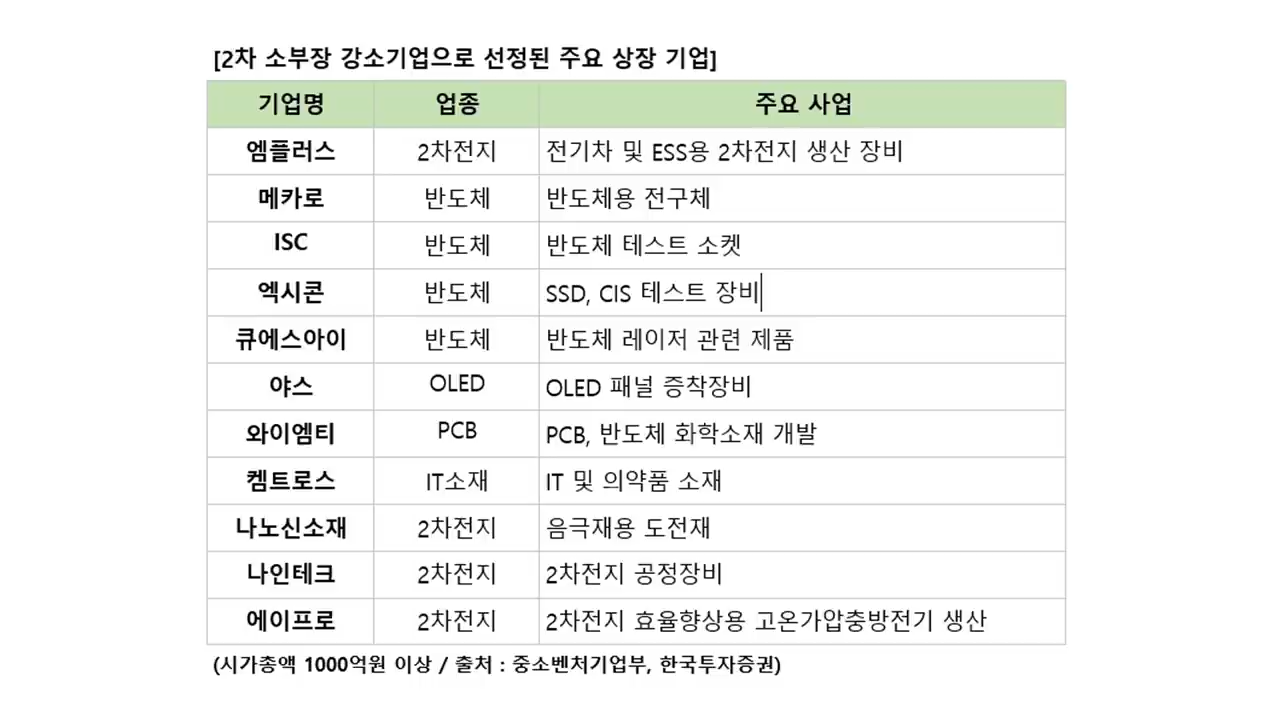 [2차 소부장 강소기업으로 선정된 주요 상장 기업]
기업명 업종 주요 사업
엠플러스 2차전지 전기차 및 ESS용 2차전지 생산 장비
메카로 반도체 반도체용 전구체
ISC 반도체 반도체 테스트 소켓
엑시콘 반도체 SSD, CIS 테스트 장비
큐에스아이 반도체 반도체 레이저 관련 제품
야스 OLED OLED 패널 증착장비
와이엠티 PCB PCB, 반도체 화학소재 개발
켐트로스 IT소재 IT 및 의약품 소재
나노신소재 2차전지 음극재용 도전재
나인테크 2차전지 2차전지 공정장비
에이프로 2차전지 2차전지 효율향상용 고온가압충방전기 생산
(시가총액 1000억원 이상 / 출처 : 중소벤처기업부, 한국투자증권)